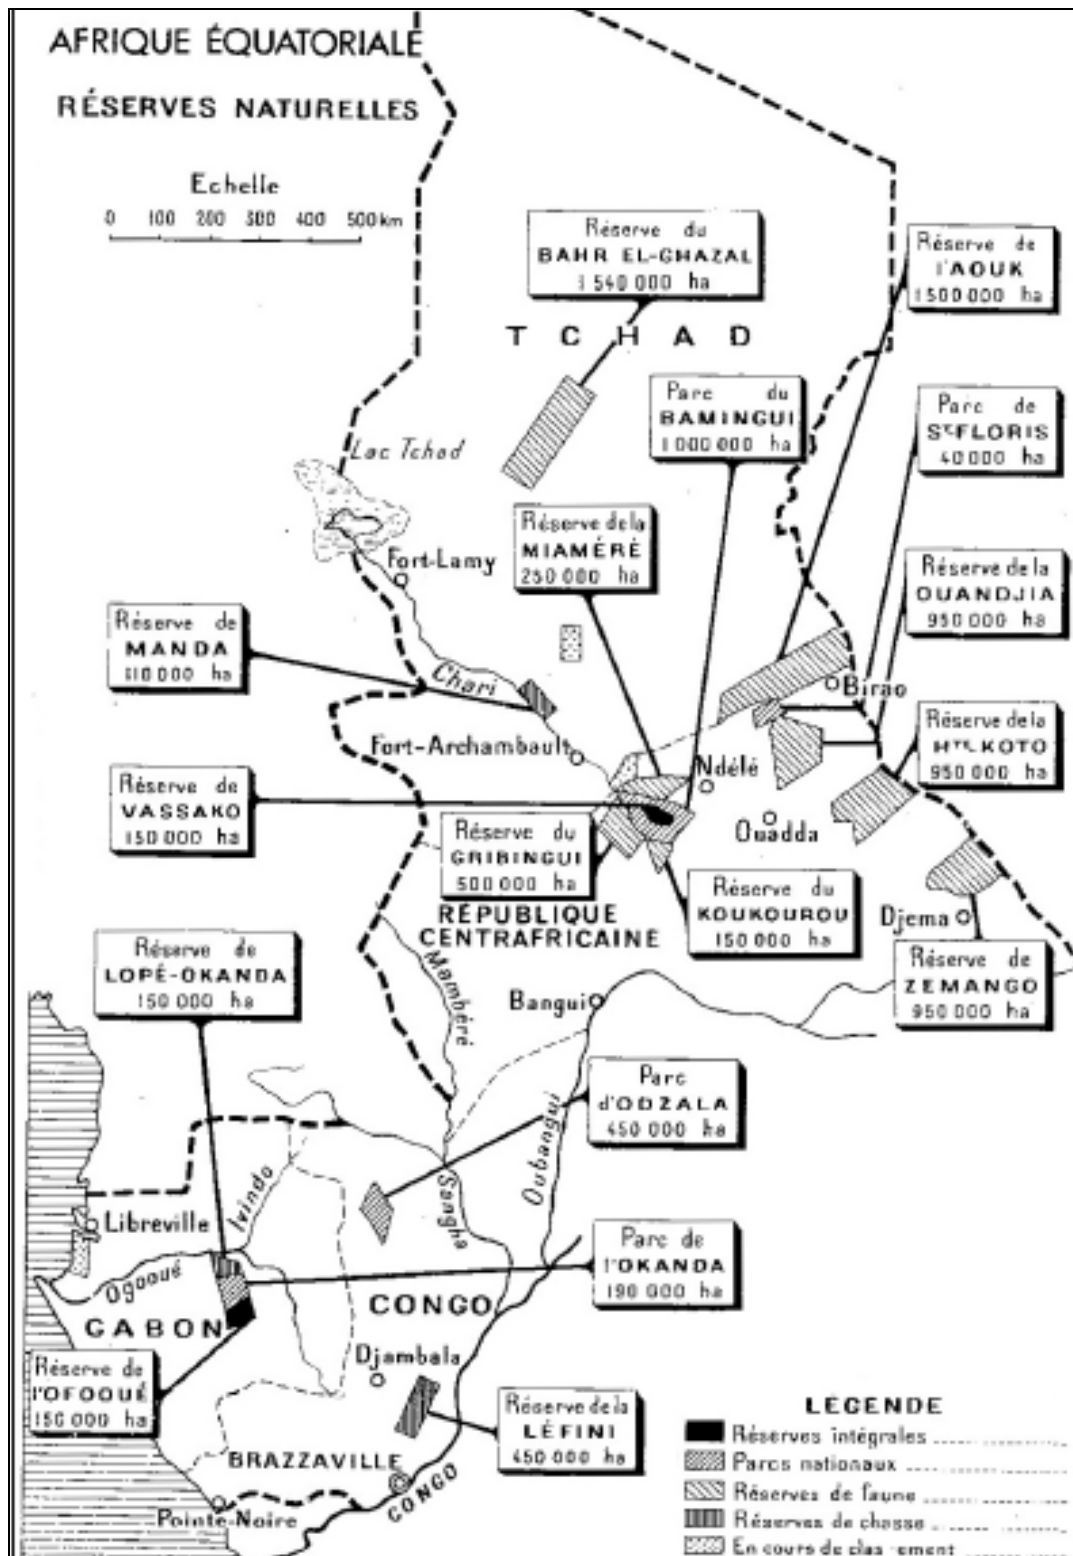 AFRIQUE ÉQUATORIALE
RÉSERVES NATURELLES
Echelle
0 100 200 300 400 500 km
Réserve du
BAHR EL-GHAZAL
1 540 000 ha
Réserve de
l'AOUK
1 500 000 ha
TCHAD
Parc du
BAMINGUI
1 000 000 ha
Parc de
St FLORIS
40 000 ha
Lac Tchad
Réserve de la
MIAMÉRÉ
250 000 ha
Fort-Lamy
Réserve de la
OUANDJIA
950 000 ha
Réserve de
MANDA
110 000 ha
Chari
Birao
Réserve de la
Hte KOTO
950 000 ha
Fort-Archambault
Ndélé
Réserve de
VASSAKO
150 000 ha
Ouadda
Réserve du
GRIBINGUI
500 000 ha
Réserve du
KOUKOUROU
150 000 ha
RÉPUBLIQUE
CENTRAFRICAINE
Djema
Réserve de
ZEMANGO
950 000 ha
Réserve de
LOPÉ-OKANDA
150 000 ha
Mambéré
Bangui
Parc
d'ODZALA
450 000 ha
Oubangui
Ivindo
Sangha
Libreville
Parc de
l'OKANDA
190 000 ha
Ogooué
GABON
CONGO
Réserve de
l'OFOOUÉ
150 000 ha
Djambala
Réserve de la
LÉFINI
450 000 ha
BRAZZAVILLE
CONGO
Pointe-Noire
LÉGENDE
Réserves intégrales
Parcs nationaux
Réserves de faune
Réserves de chasse
En cours de clas ement